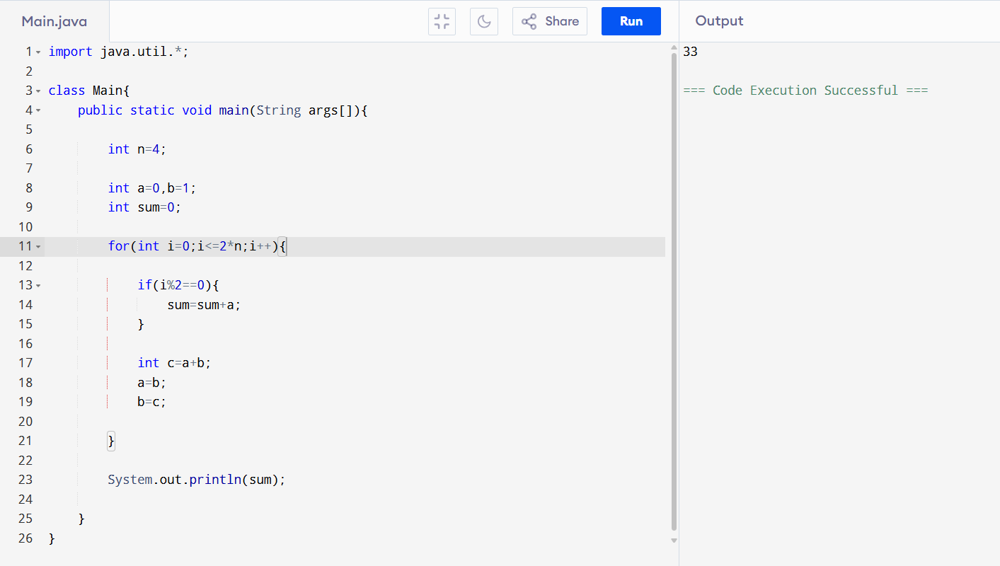 Main.java
Share
Run
Output
1 import java.util.*;
2
3 class Main{
4     public static void main(String args[]){
5
6         int n=4;
7
8         int a=0,b=1;
9         int sum=0;
10
11         for(int i=0;i<=2*n;i++){
12
13             if(i%2==0){
14                 sum=sum+a;
15             }
16
17             int c=a+b;
18             a=b;
19             b=c;
20
21         }
22
23         System.out.println(sum);
24
25     }
26 }
33
=== Code Execution Successful ===